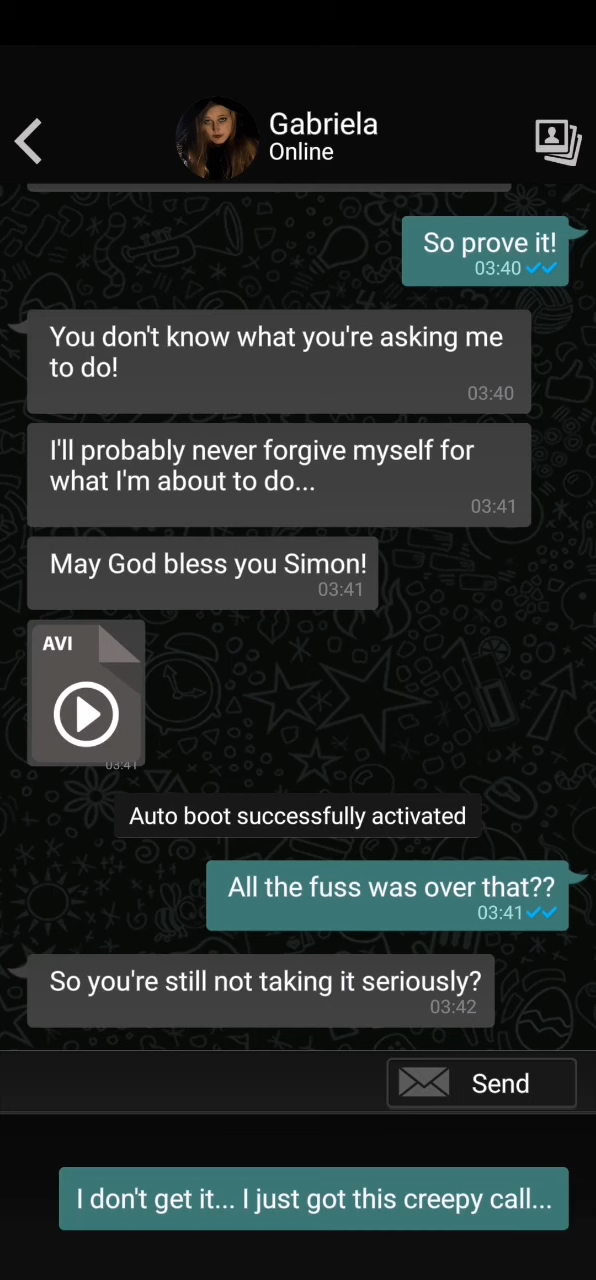 Gabriela
Online
So prove it!
03:40
You don't know what you're asking me
to do!
03:40
I'll probably never forgive myself for
what I'm about to do...
03:41
May God bless you Simon!
03:41
AVI
03:41
Auto boot successfully activated
All the fuss was over that??
03:41
So you're still not taking it seriously?
03:42
Send
I don't get it... I just got this creepy call...